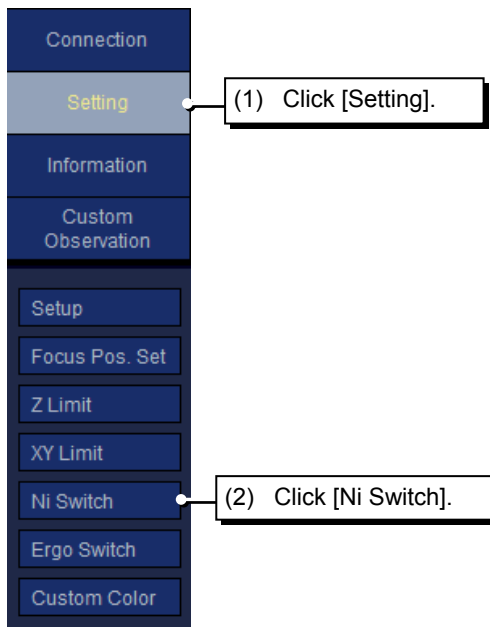 Connection
Setting
(1) Click [Setting].
Information
Custom
Observation
Setup
Focus Pos. Set
Z Limit
XY Limit
Ni Switch
(2) Click [Ni Switch].
Ergo Switch
Custom Color